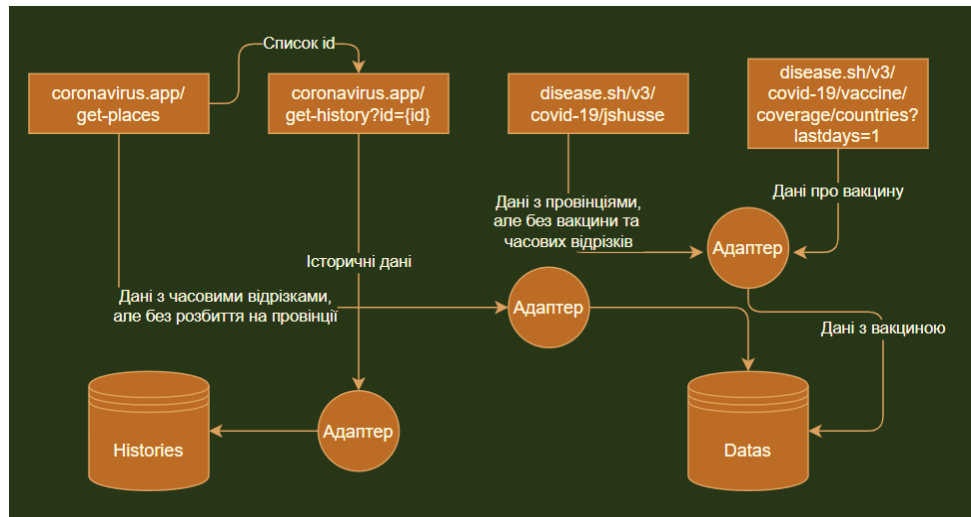 Список id
coronavirus.app/
get-places
coronavirus.app/
get-history?id={id}
disease.sh/v3/
covid-19/jshusse
disease.sh/v3/
covid-19/vaccine/
coverage/countries?
lastdays=1
Дані з провінціями,
але без вакцини та
часових відрізків
Дані про вакцину
Адаптер
Історичні дані
Дані з часовими відрізками,
але без розбиття на провінції
Адаптер
Дані з вакциною
Histories
Адаптер
Datas